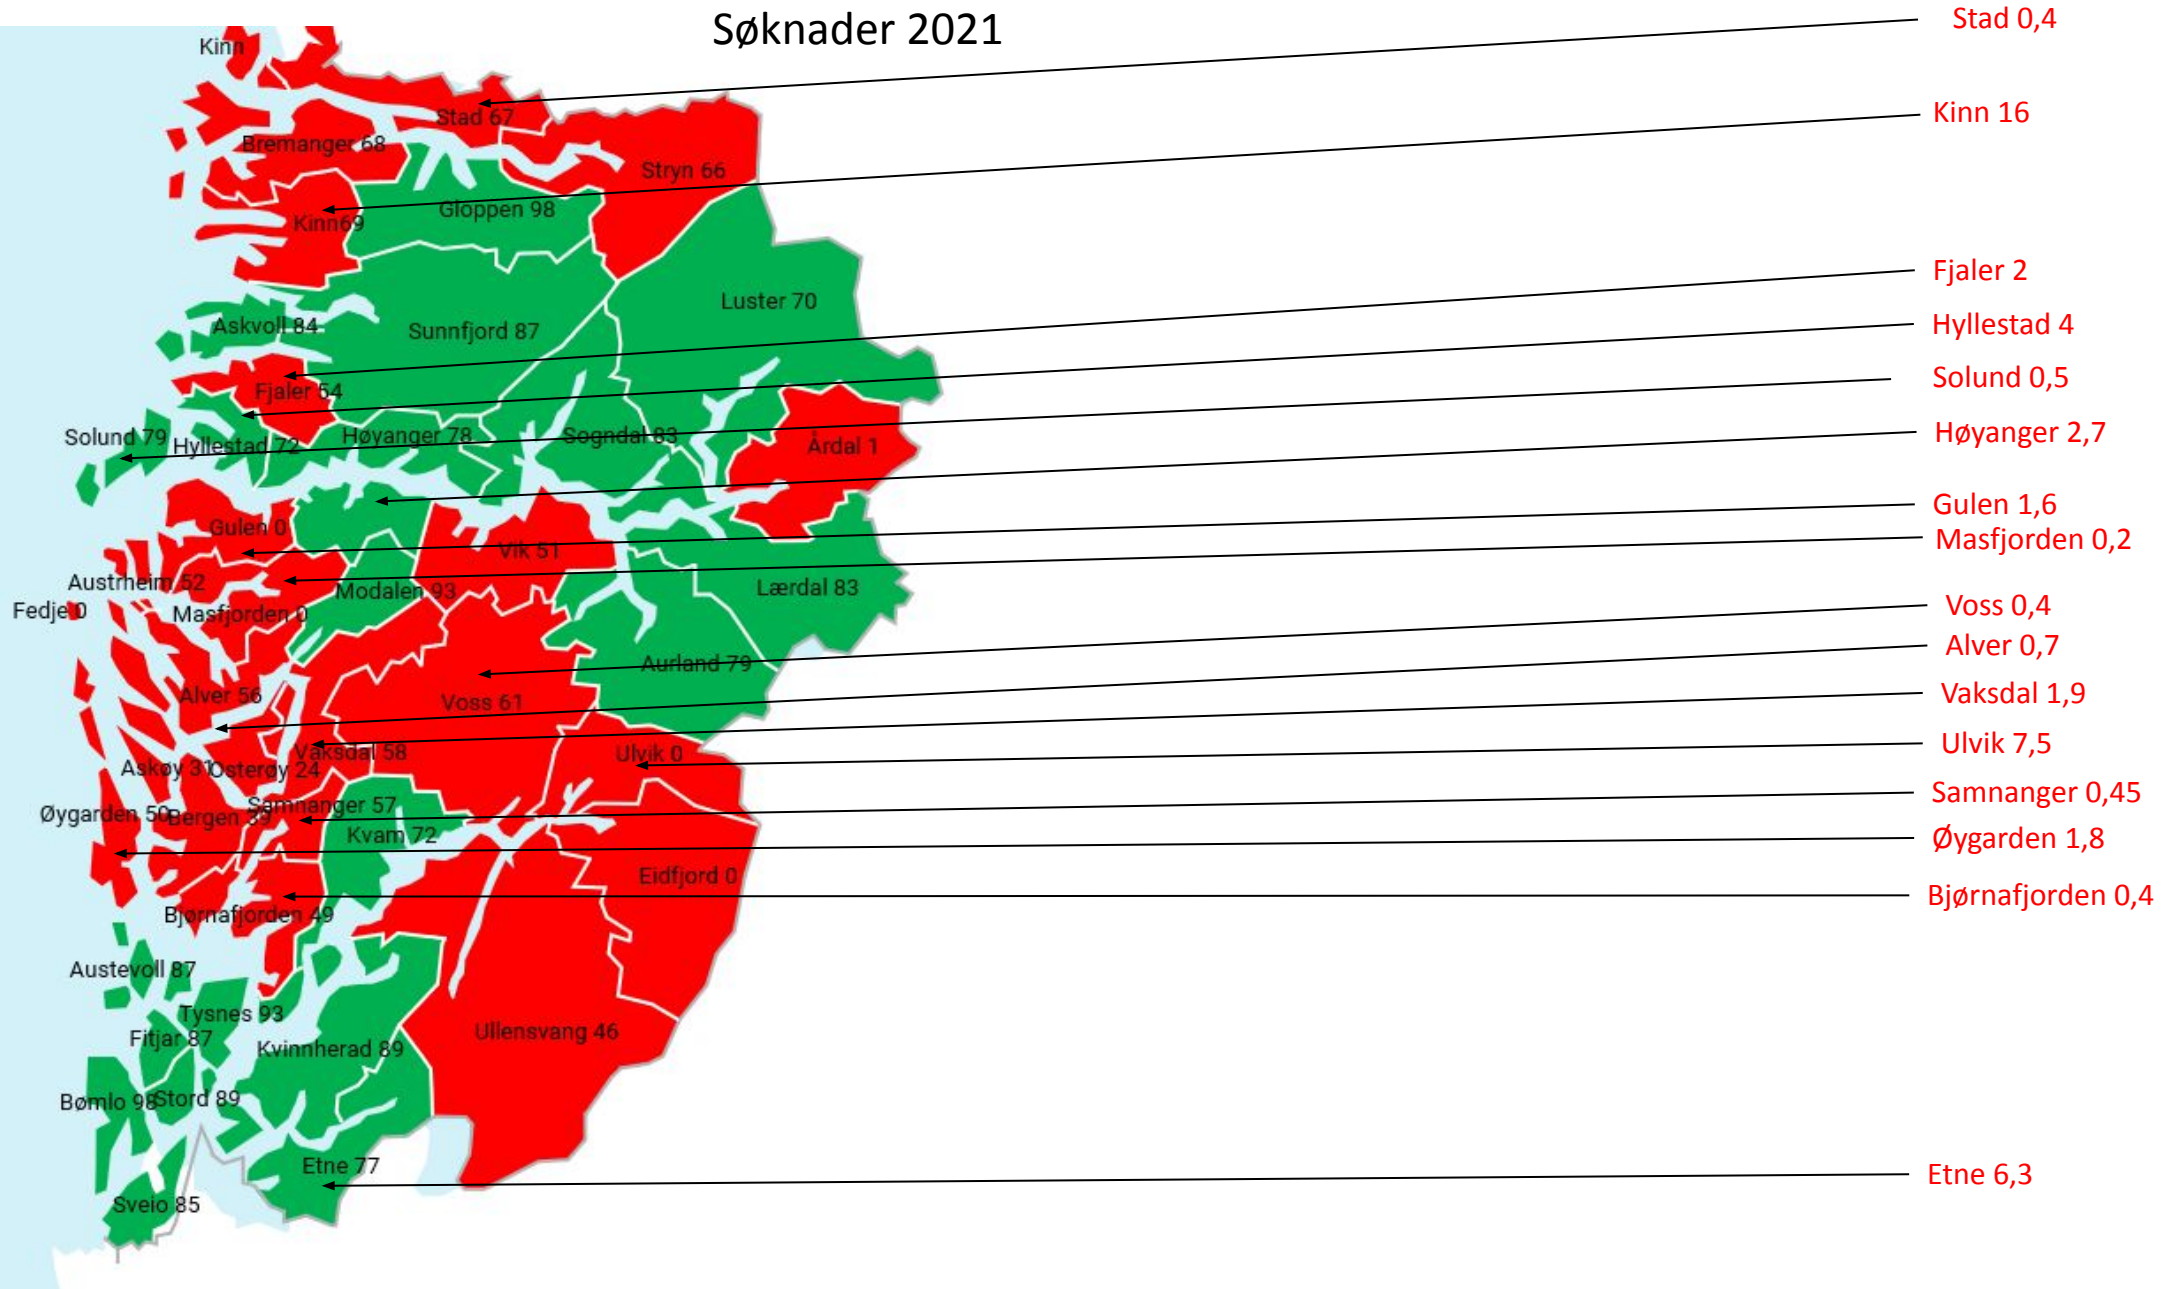 Søknader 2021
Stad 0,4
Kinn
Kinn 16
Stad 67
Bremanger 68
Stryn 66
Gloppen 98
Kinn69
Fjaler 2
Luster 70
Hyllestad 4
Askvoll 84
Sunnfjord 87
Solund 0,5
Fjaler 54
Høyanger 2,7
Solund 79
Hyllestad 72
Høyanger 78
Sogndal 83
Årdal 1
Gulen 1,6
Gulen 0
Masfjorden 0,2
Vik 51
Austrheim 52
Modalen 93
Lærdal 83
Fedje 0
Masfjorden 0
Voss 0,4
Alver 0,7
Aurland 79
Alver 56
Voss 61
Vaksdal 1,9
Vaksdal 58
Ulvik 0
Ulvik 7,5
Askøy 31
Osterøy 24
Samnanger 0,45
Samnanger 57
Øygarden 50
Bergen 39
Kvam 72
Øygarden 1,8
Eidfjord 0
Bjørnafjorden 0,4
Bjørnafjorden 49
Austevoll 87
Tysnes 93
Fitjar 87
Ullensvang 46
Kvinnherad 89
Bømlo 98
Stord 89
Etne 77
Etne 6,3
Sveio 85